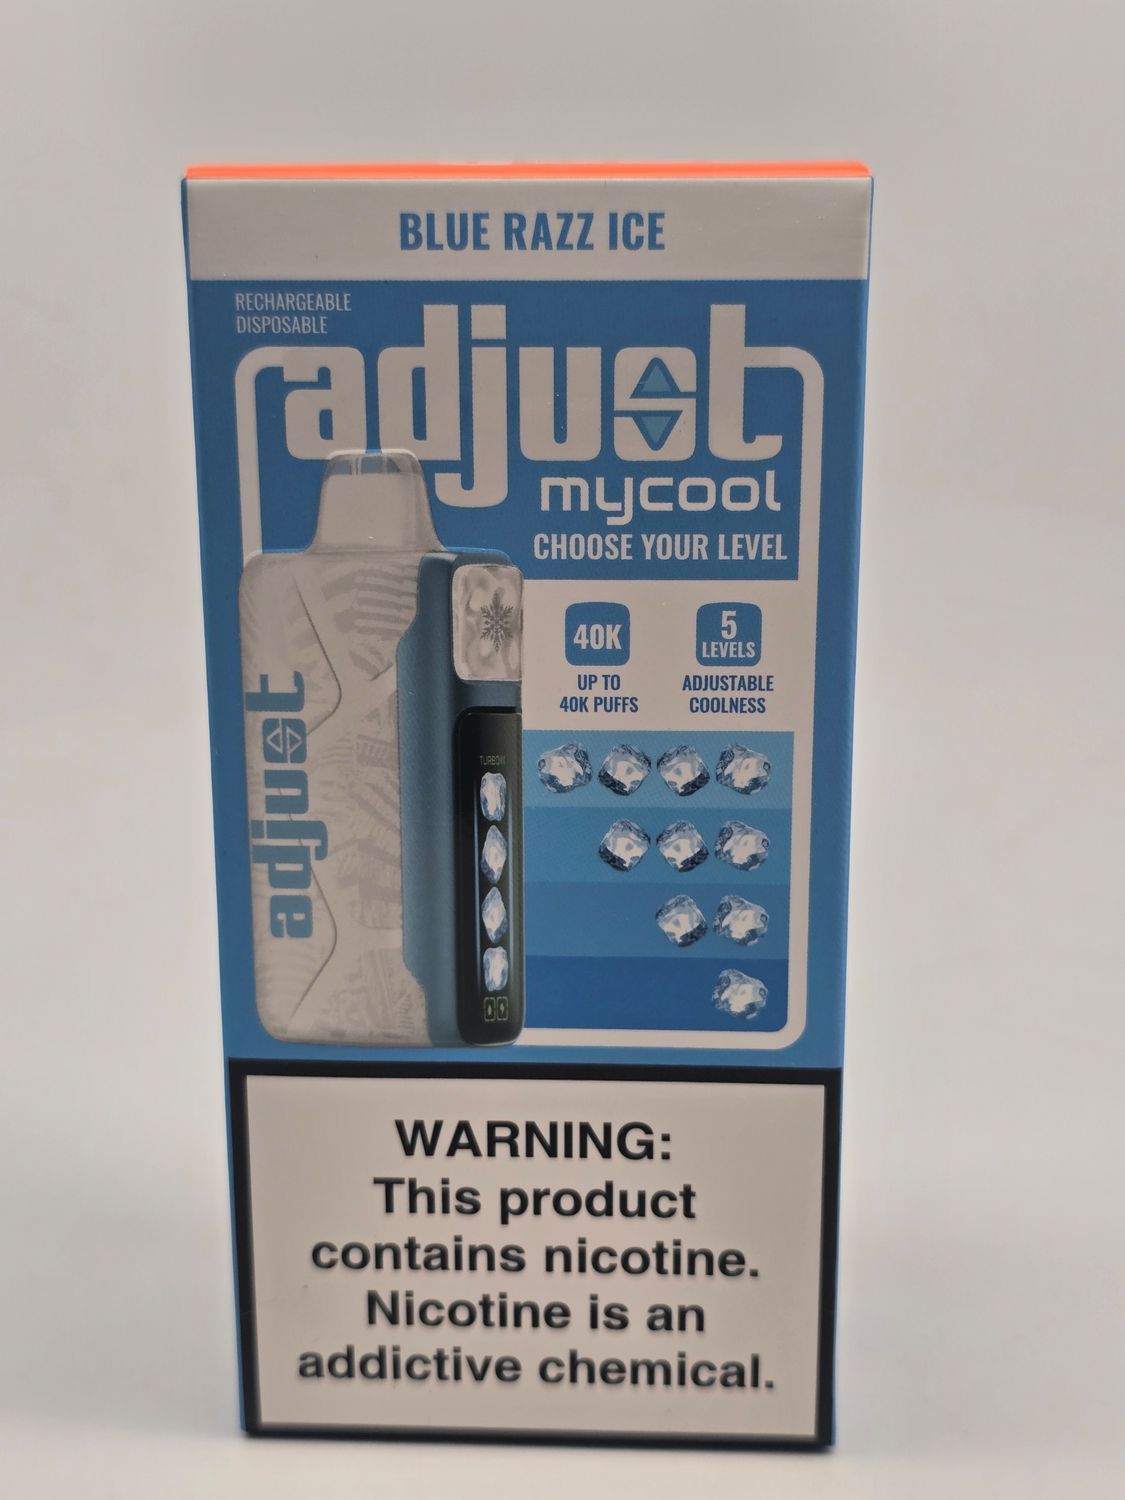 BLUE RAZZ ICE
RECHARGEABLE
DISPOSABLE
adjust
mycool
CHOOSE YOUR LEVEL
40K
UP TO
40K PUFFS
5
LEVELS
ADJUSTABLE
COOLNESS
adjust
WARNING:
This product
contains nicotine.
Nicotine is an
addictive chemical.